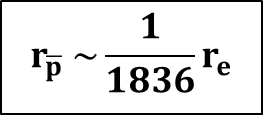 r_p̅ ~ 1/1836 r_e